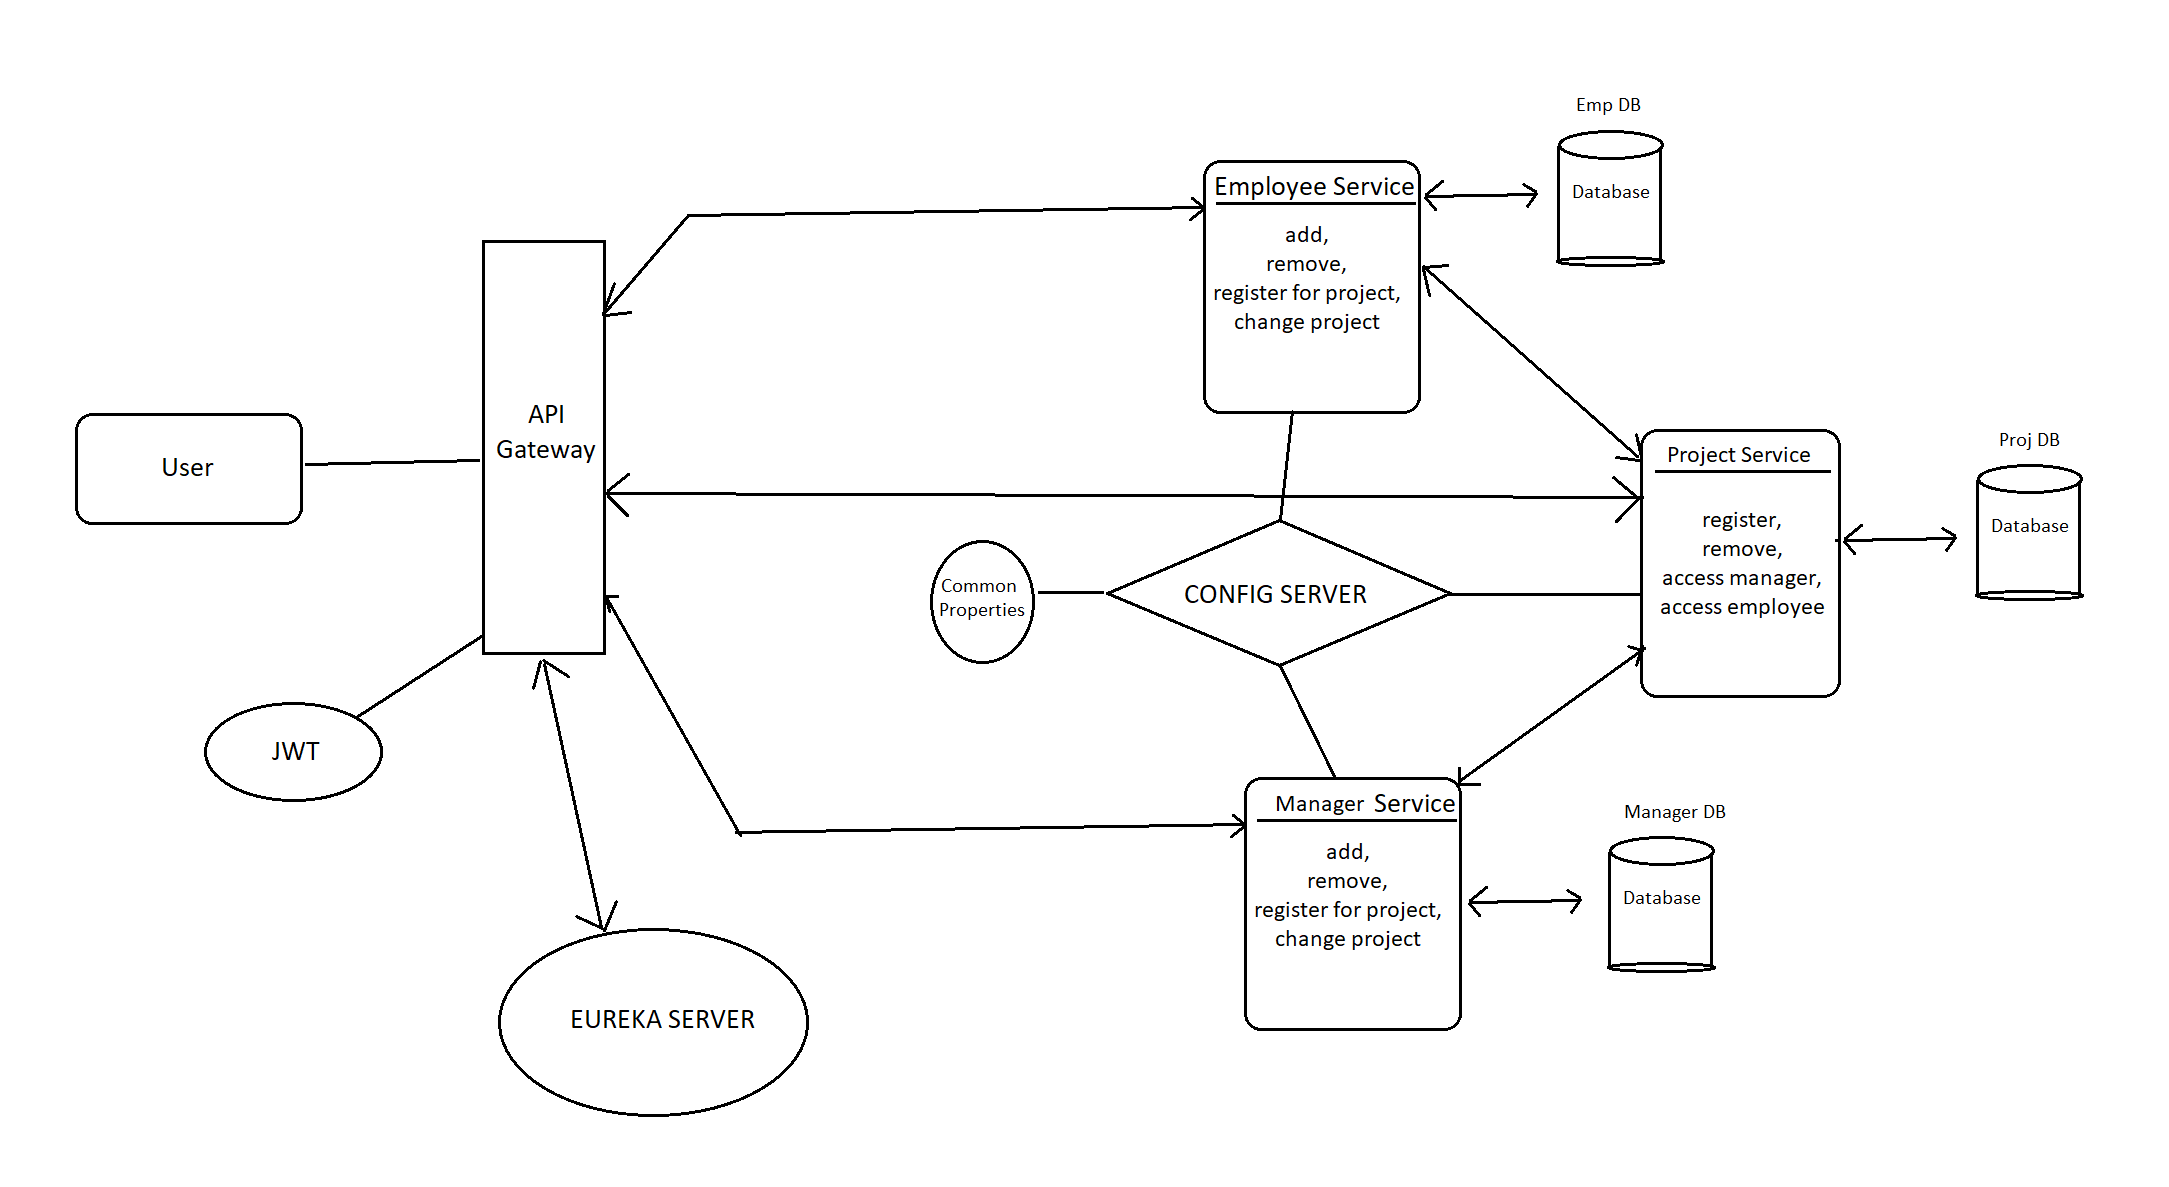 Emp DB
Database
Employee Service
add,
remove,
register for project,
change project
API
Gateway
User
Proj DB
Database
Project Service
register,
remove,
access manager,
access employee
Common
Properties
CONFIG SERVER
JWT
Manager Service
add,
remove,
register for project,
change project
Manager DB
Database
EUREKA SERVER